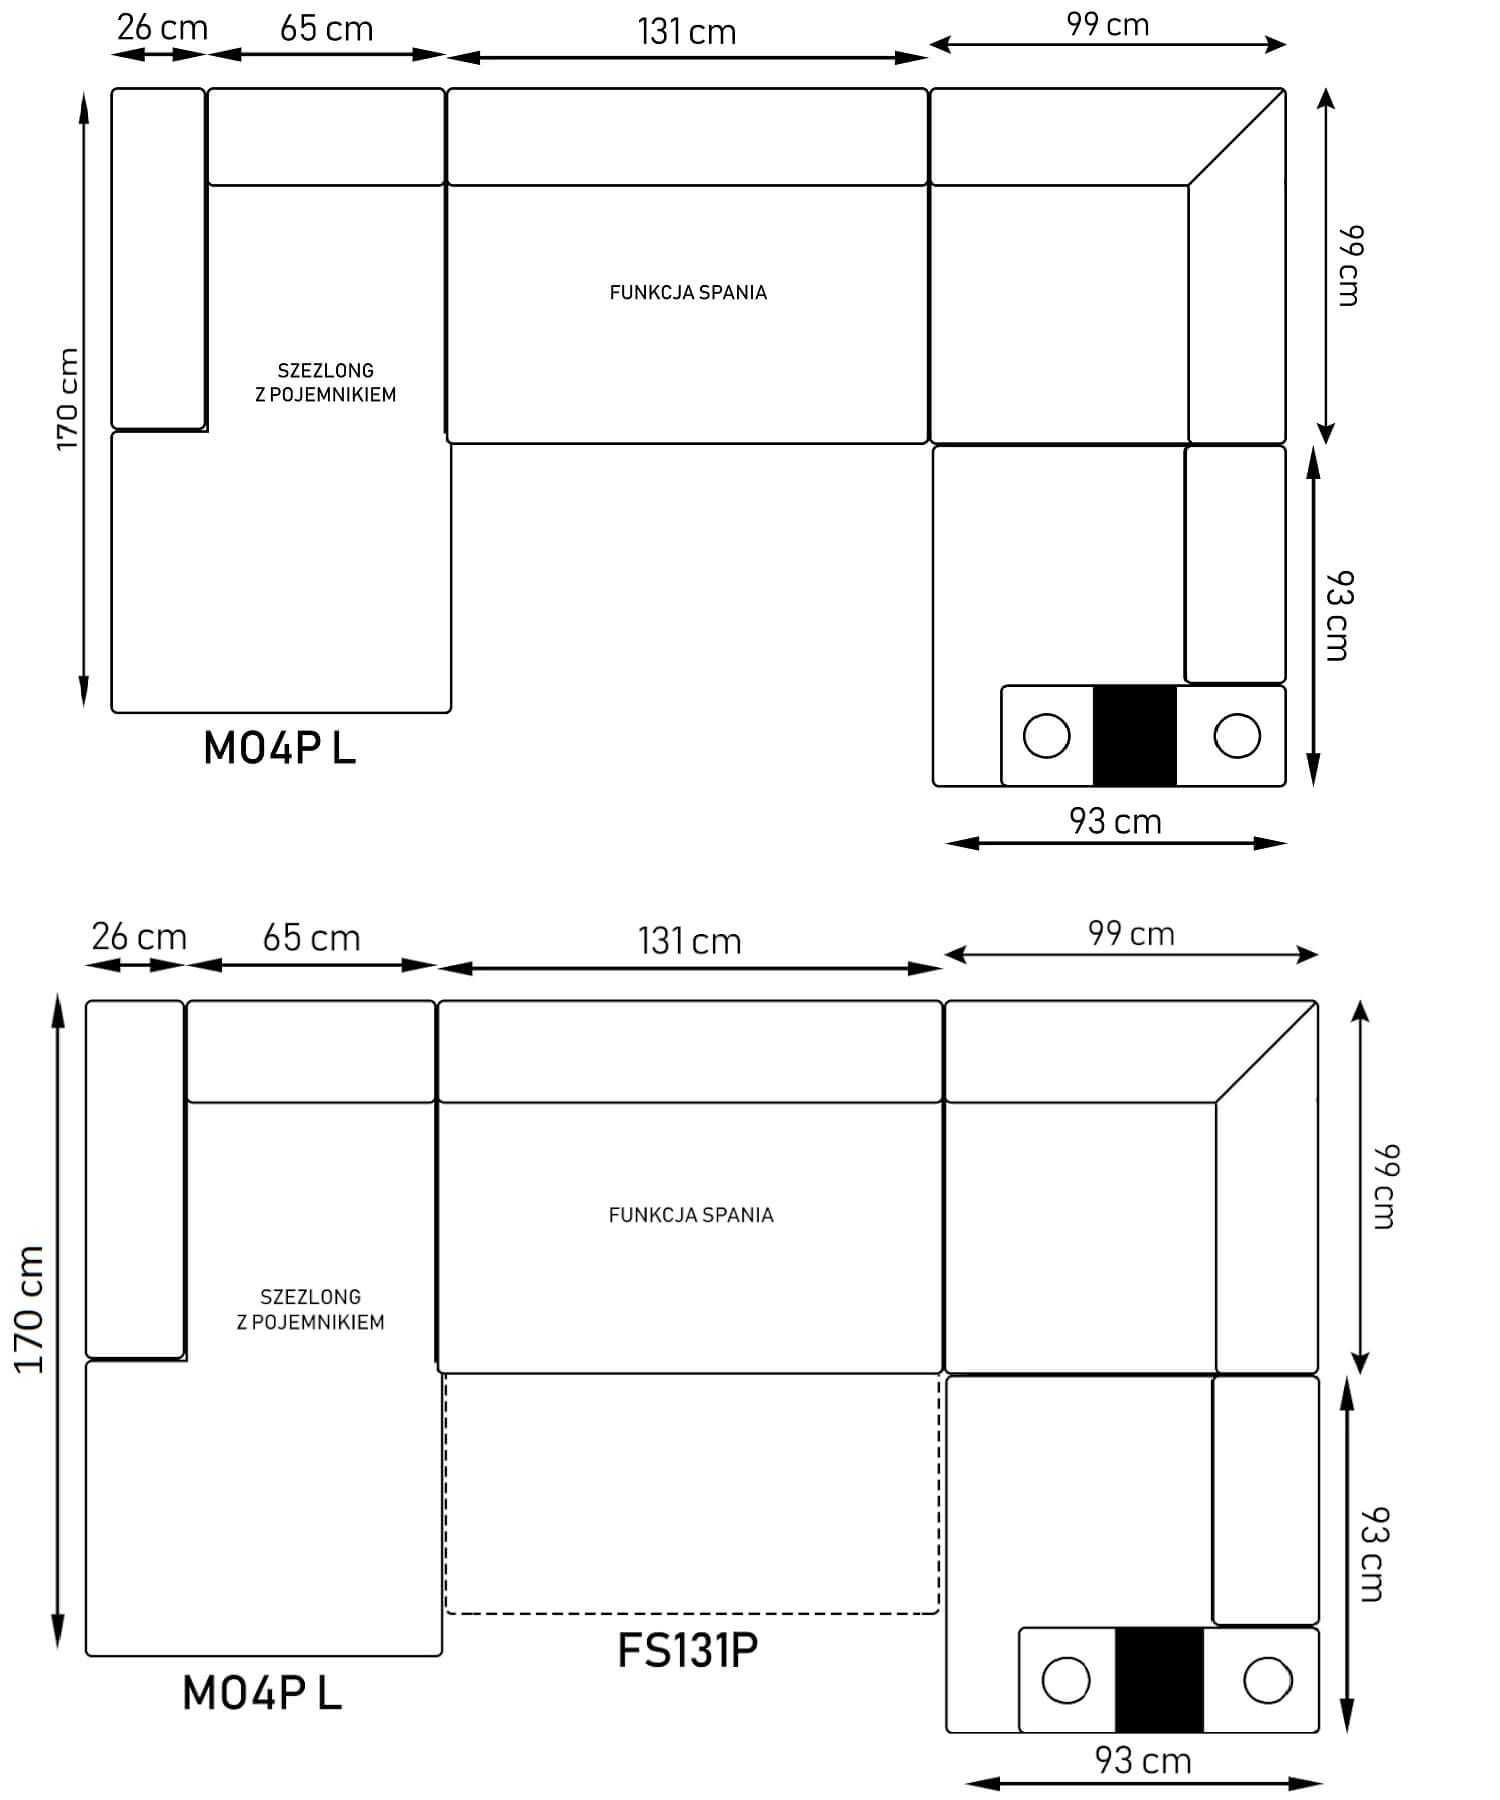 26 cm
65 cm
131 cm
99 cm
99 cm
FUNKCJA SPANIA
SZEZLONG
Z POJEMNIKIEM
170 cm
93 cm
M04P L
93 cm
26 cm
65 cm
131 cm
99 cm
99 cm
FUNKCJA SPANIA
SZEZLONG
Z POJEMNIKIEM
170 cm
93 cm
FS131P
M04P L
93 cm